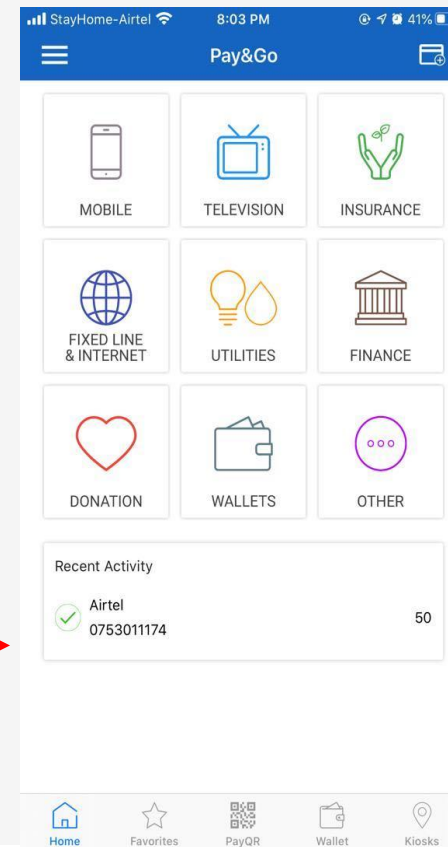 StayHome-Airtel 8:03 PM 41%
Pay&Go
MOBILE TELEVISION INSURANCE
FIXED LINE
& INTERNET UTILITIES FINANCE
DONATION WALLETS OTHER
Recent Activity
Airtel
0753011174 50
Home Favorites PayQR Wallet Kiosks